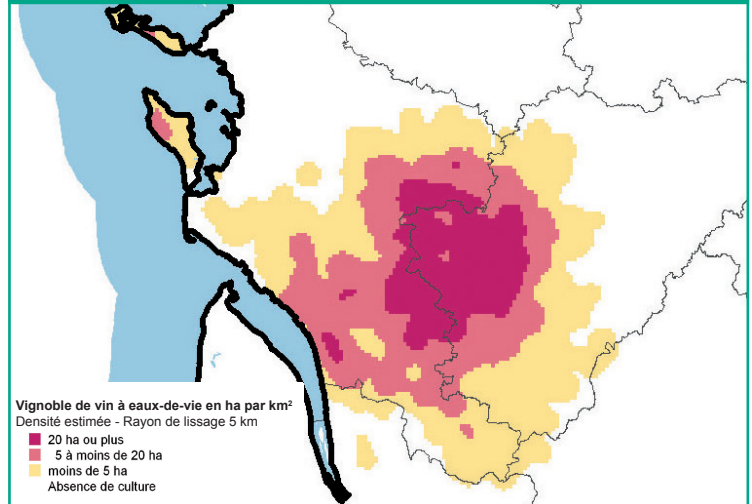 Vignoble de vin à eaux-de-vie en ha par km²
Densité estimée - Rayon de lissage 5 km
20 ha ou plus
5 à moins de 20 ha
moins de 5 ha
Absence de culture